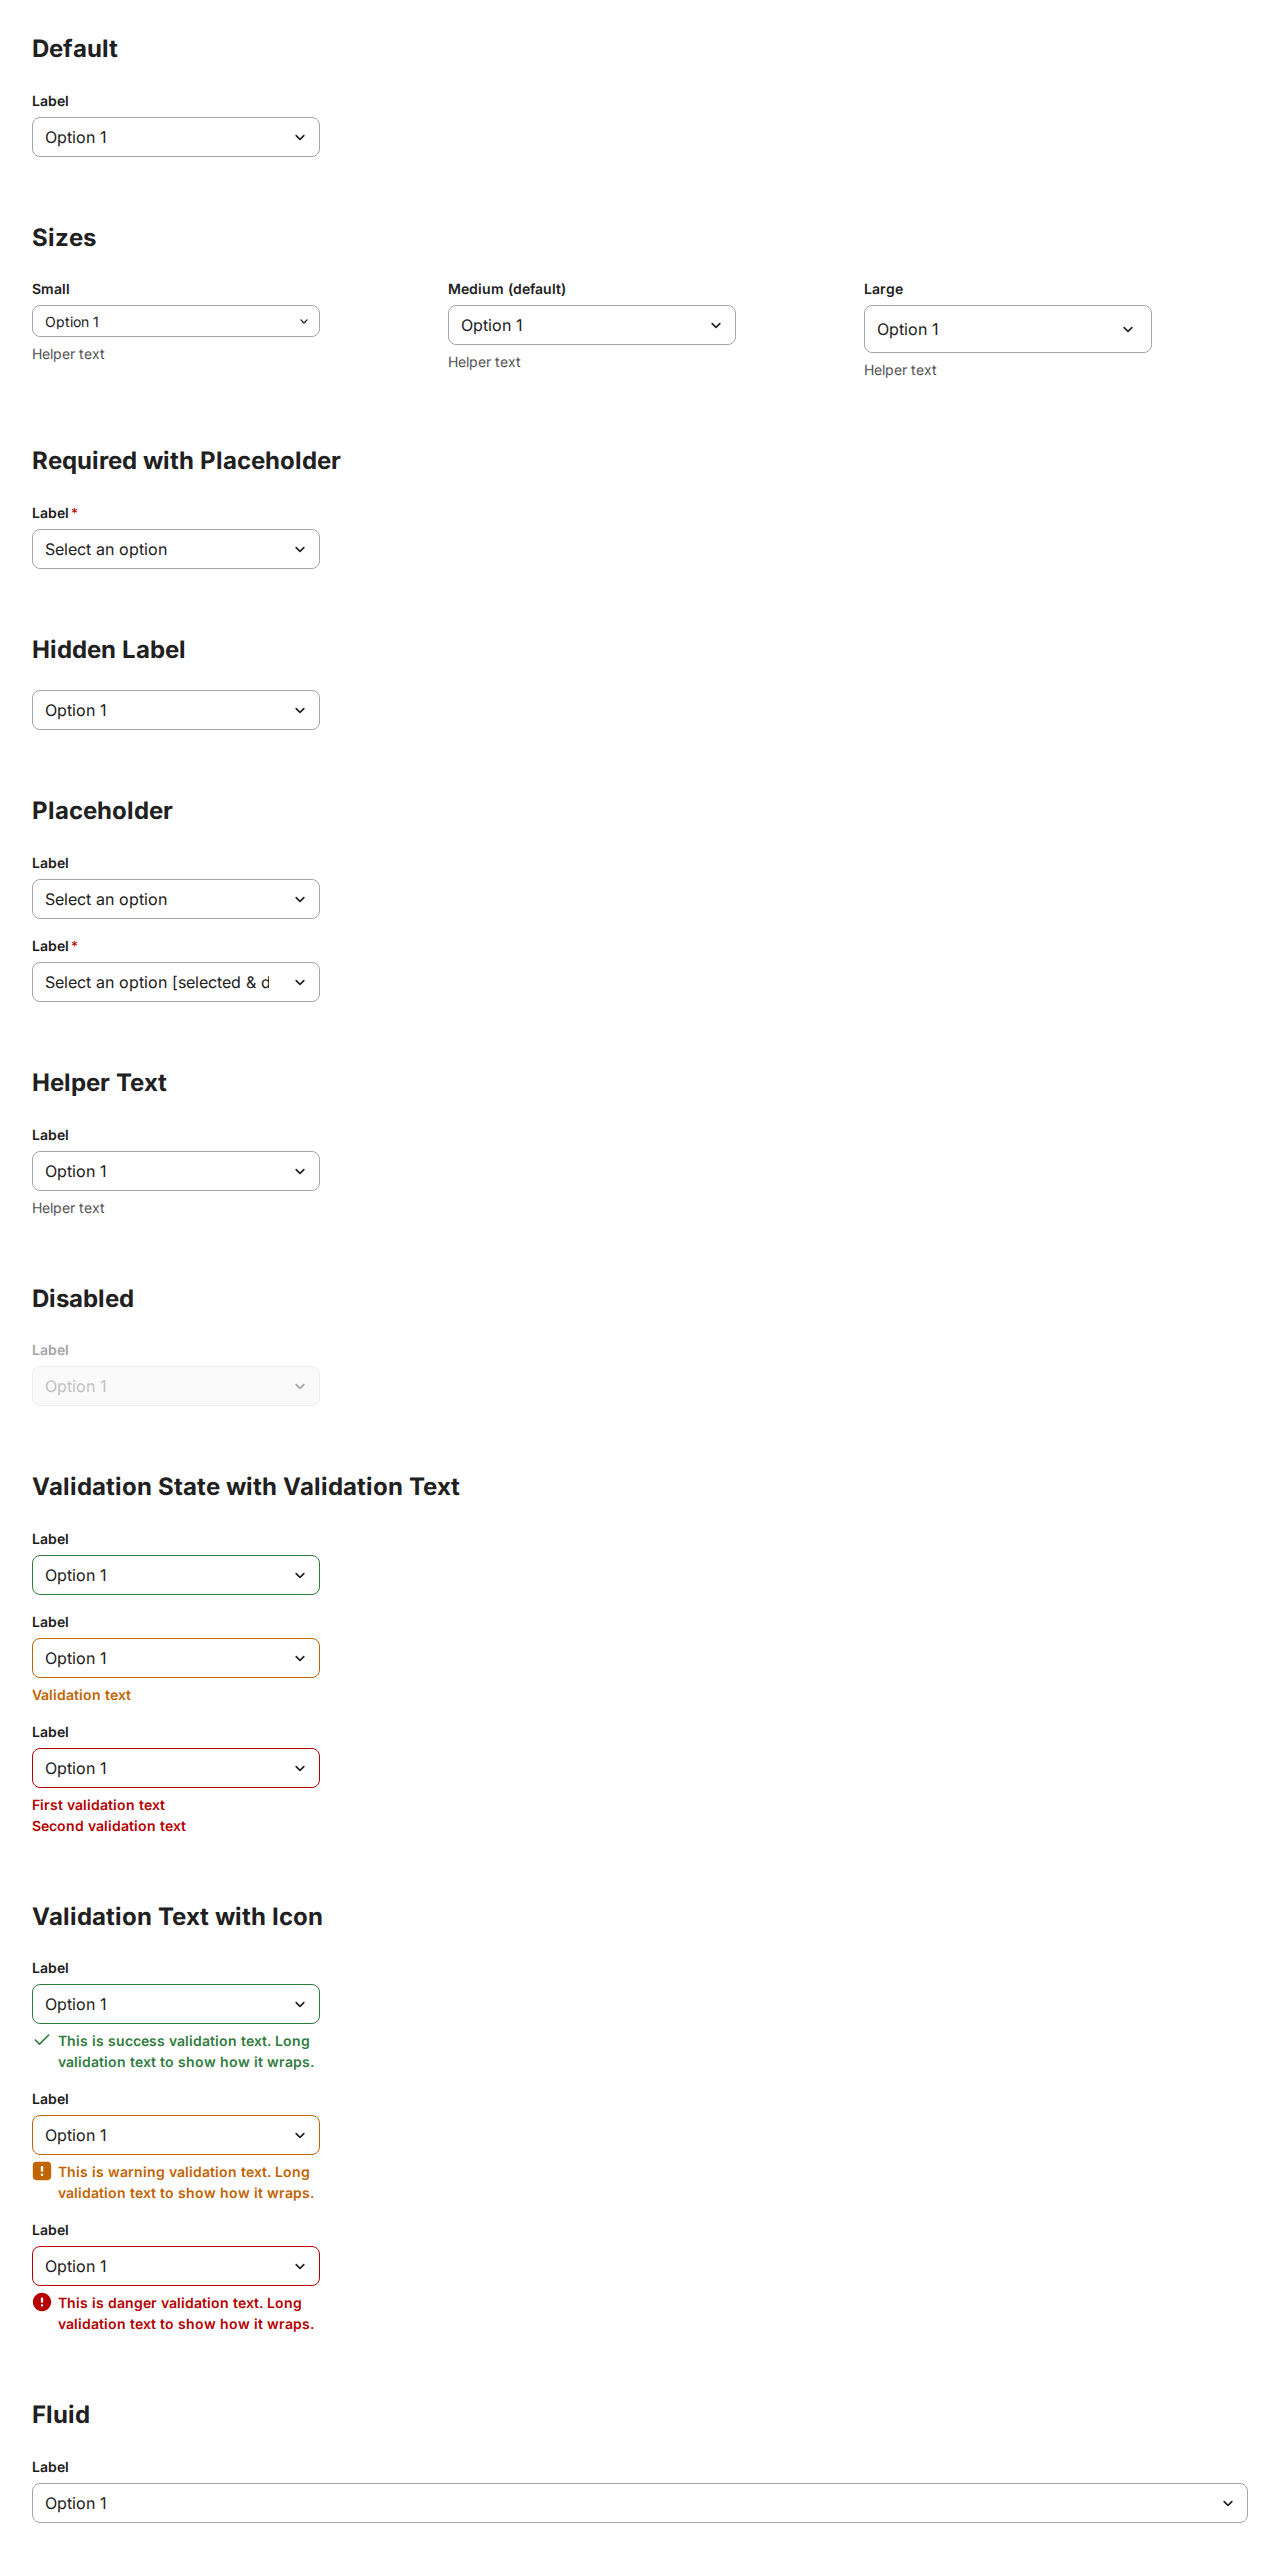 Default
Label
Option 1
Sizes
Small
Option 1
Helper text
Medium (default)
Option 1
Helper text
Large
Option 1
Helper text
Required with Placeholder
Label*
Select an option
Hidden Label
Option 1
Placeholder
Label
Select an option
Label*
Select an option [selected & d
Helper Text
Label
Option 1
Helper text
Disabled
Label
Option 1
Validation State with Validation Text
Label
Option 1
Label
Option 1
Validation text
Label
Option 1
First validation text
Second validation text
Validation Text with Icon
Label
Option 1
This is success validation text. Long
validation text to show how it wraps.
Label
Option 1
This is warning validation text. Long
validation text to show how it wraps.
Label
Option 1
This is danger validation text. Long
validation text to show how it wraps.
Fluid
Label
Option 1